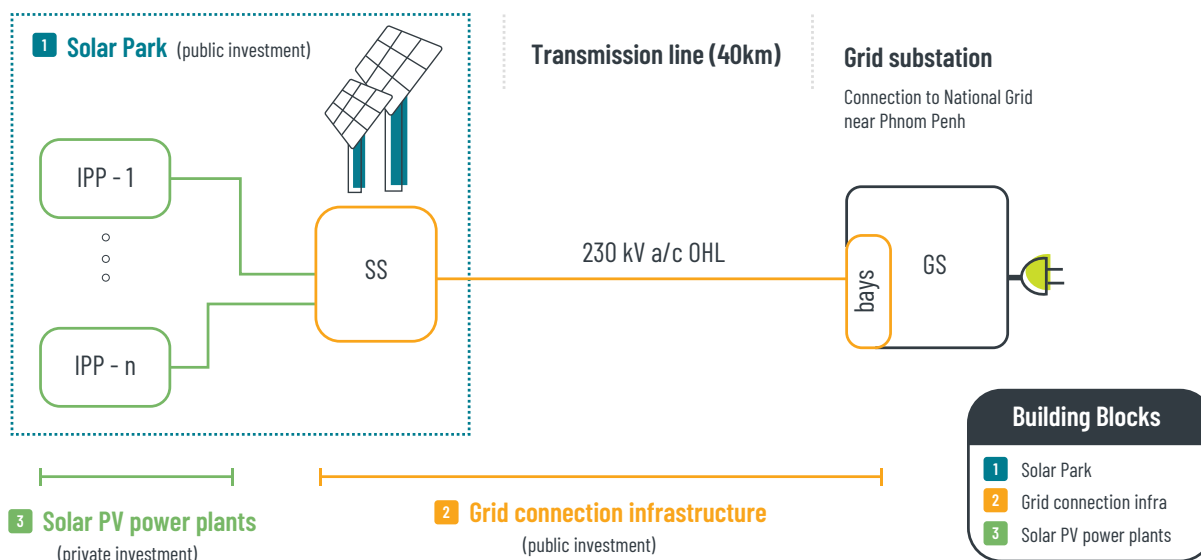 1 Solar Park (public investment)
Transmission line (40km)
Grid substation
Connection to National Grid
near Phnom Penh
IPP - 1
IPP - n
SS
230 kV a/c OHL
bays
GS
3 Solar PV power plants
(private investment)
2 Grid connection infrastructure
(public investment)
Building Blocks
1 Solar Park
2 Grid connection infra
3 Solar PV power plants